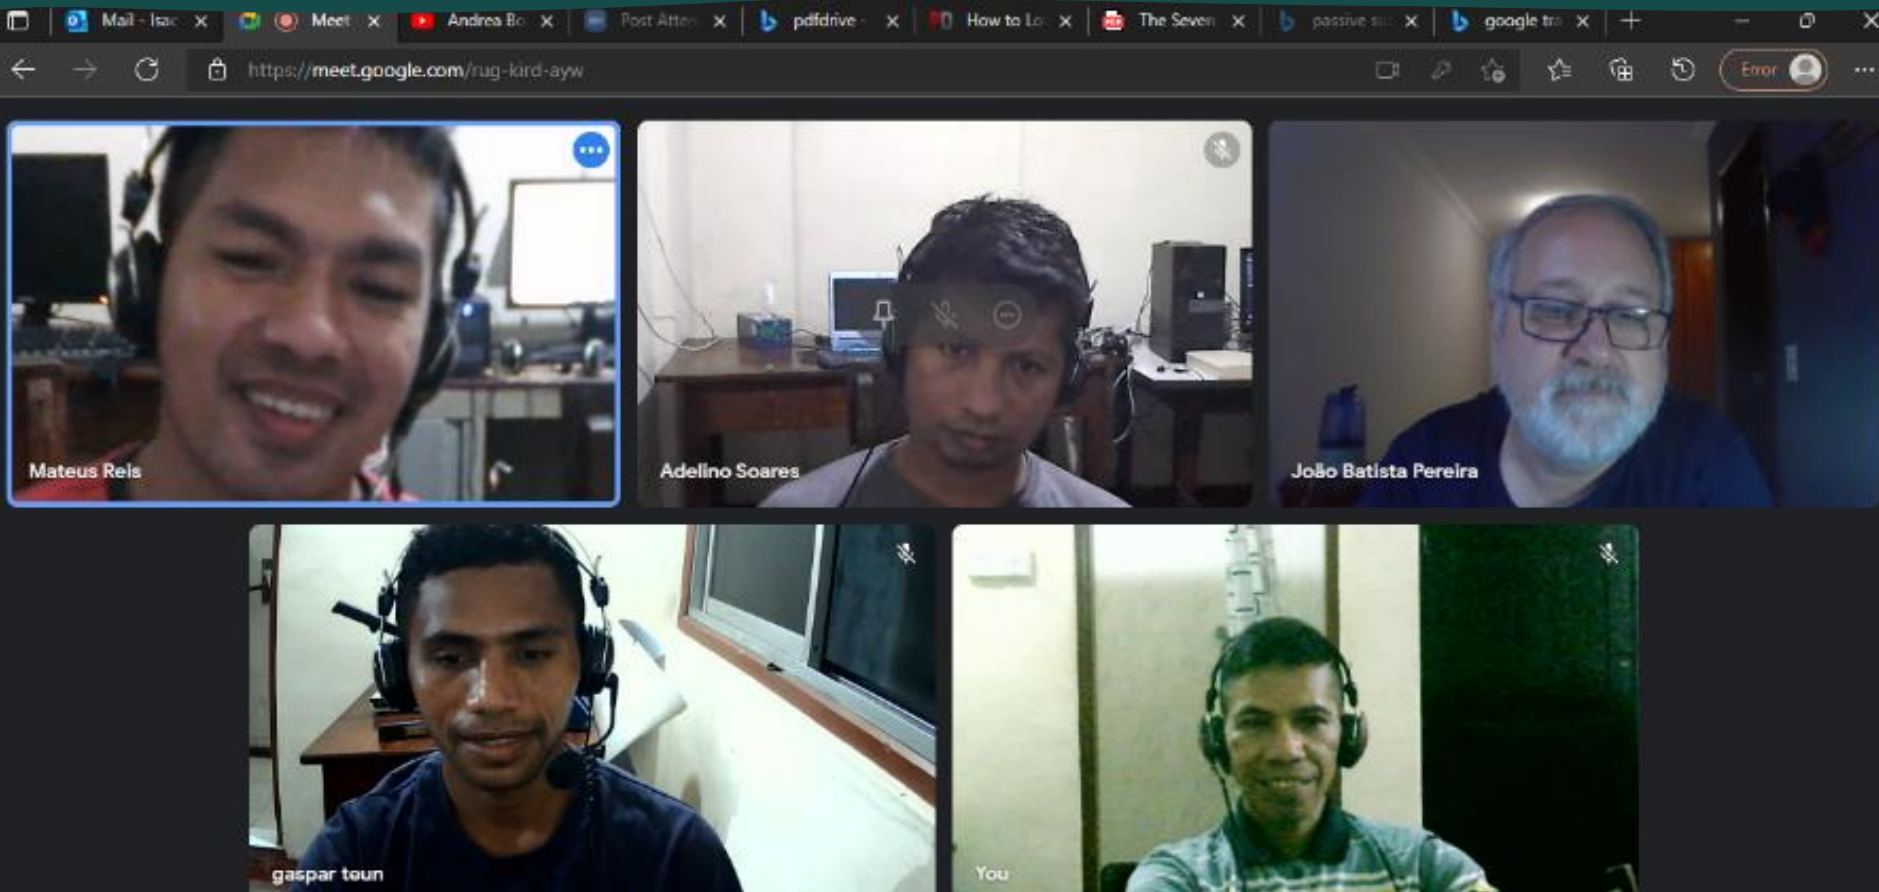 Mail - Isac
Meet
Andrea Bo
Post Atten
pdfdrive -
How to Lo
The Seven
passive su
google tra
https://meet.google.com/rug-kird-ayw
Error
Mateus Reis
Adelino Soares
João Batista Pereira
gaspar teun
You